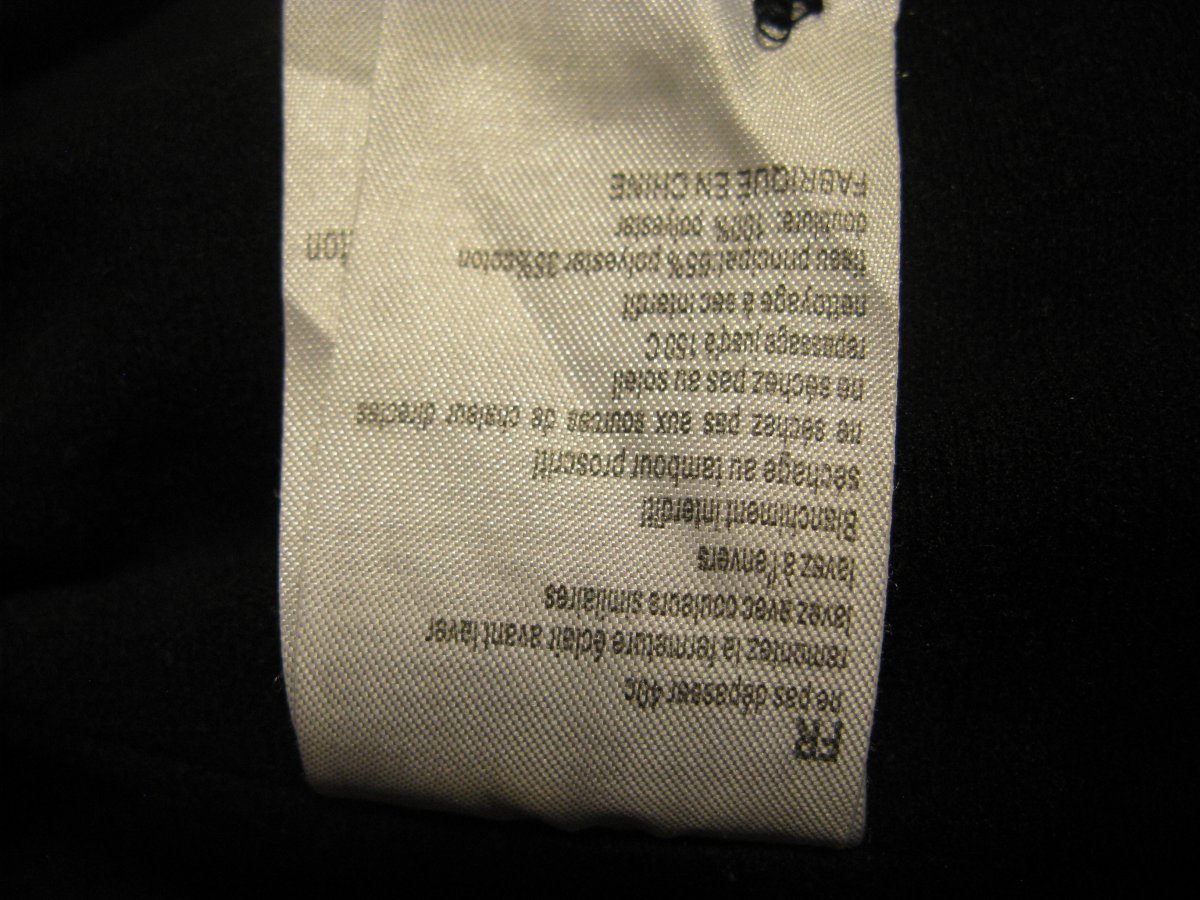 FR
ne pas dépasser 40c
remontez la fermeture éclair avant laver
lavez avec couleurs similaires
lavez à l'envers
Blanchiment interdit!
séchage au tambour proscrit!
ne séchez pas aux sources de chaleur directes
ne séchez pas au soleil
repassage jusq'a 150 C
nettoyage à sec interdit
tissu principal:65% polyester 35%coton
doublure: 100% polyester
FABRIQUÉ EN CHINE
ton